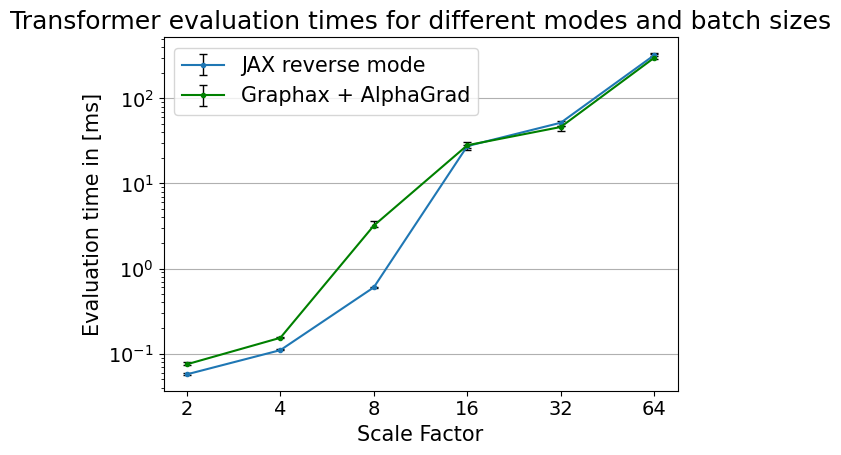 Transformer evaluation times for different modes and batch sizes
JAX reverse mode
Graphax + AlphaGrad
Evaluation time in [ms]
10²
10¹
10⁰
10⁻¹
2 4 8 16 32 64
Scale Factor